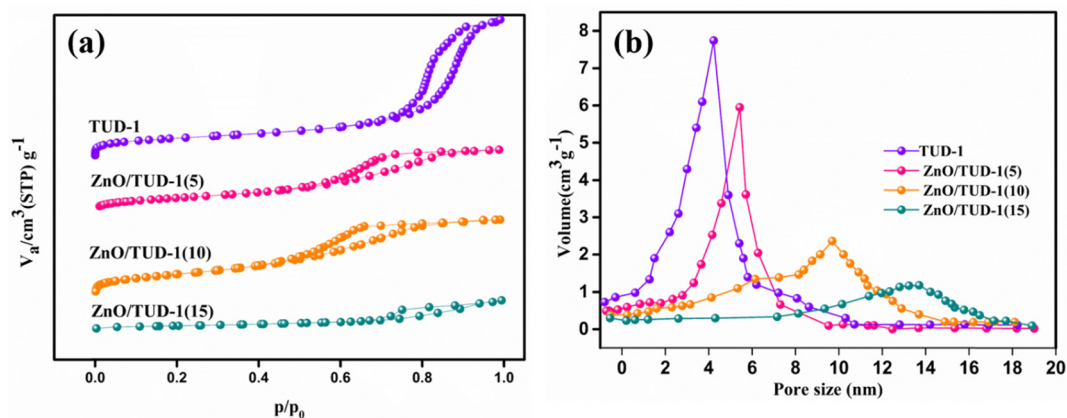 (a)
TUD-1
ZnO/TUD-1(5)
ZnO/TUD-1(10)
ZnO/TUD-1(15)
Va/cm3(STP) g-1
0.0 0.2 0.4 0.6 0.8 1.0
p/p0
(b)
8
7
6
5
4
3
2
1
0
Volume(cm3g-1)
TUD-1
ZnO/TUD-1(5)
ZnO/TUD-1(10)
ZnO/TUD-1(15)
0 2 4 6 8 10 12 14 16 18 20
Pore size (nm)